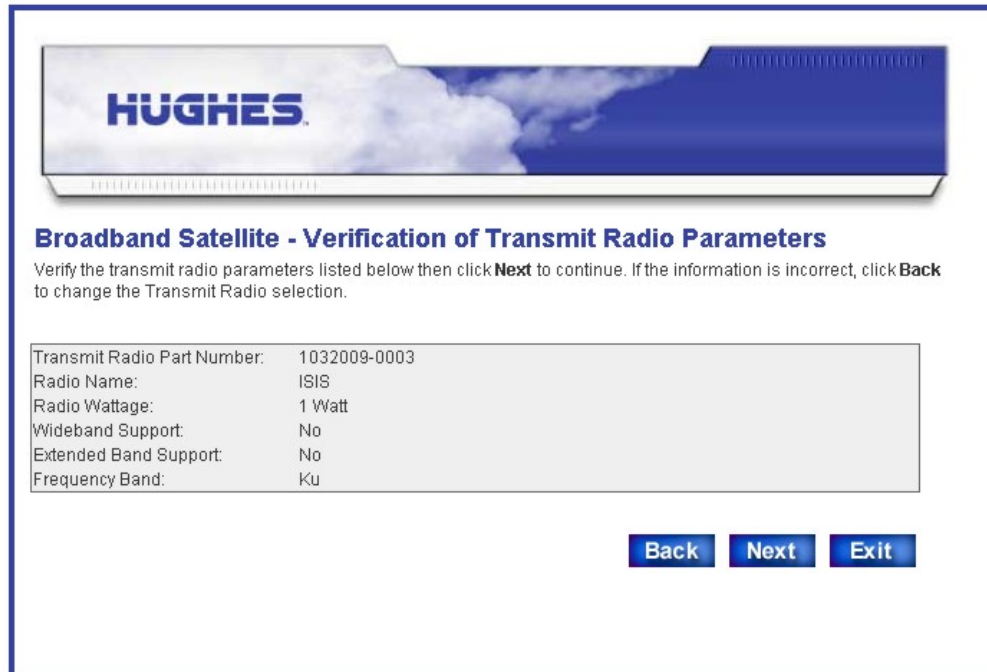 HUGHES
Broadband Satellite - Verification of Transmit Radio Parameters
Verify the transmit radio parameters listed below then click Next to continue. If the information is incorrect, click Back
to change the Transmit Radio selection.
Transmit Radio Part Number: 1032009-0003
Radio Name: ISIS
Radio Wattage: 1 Watt
Wideband Support: No
Extended Band Support: No
Frequency Band: Ku
Back Next Exit